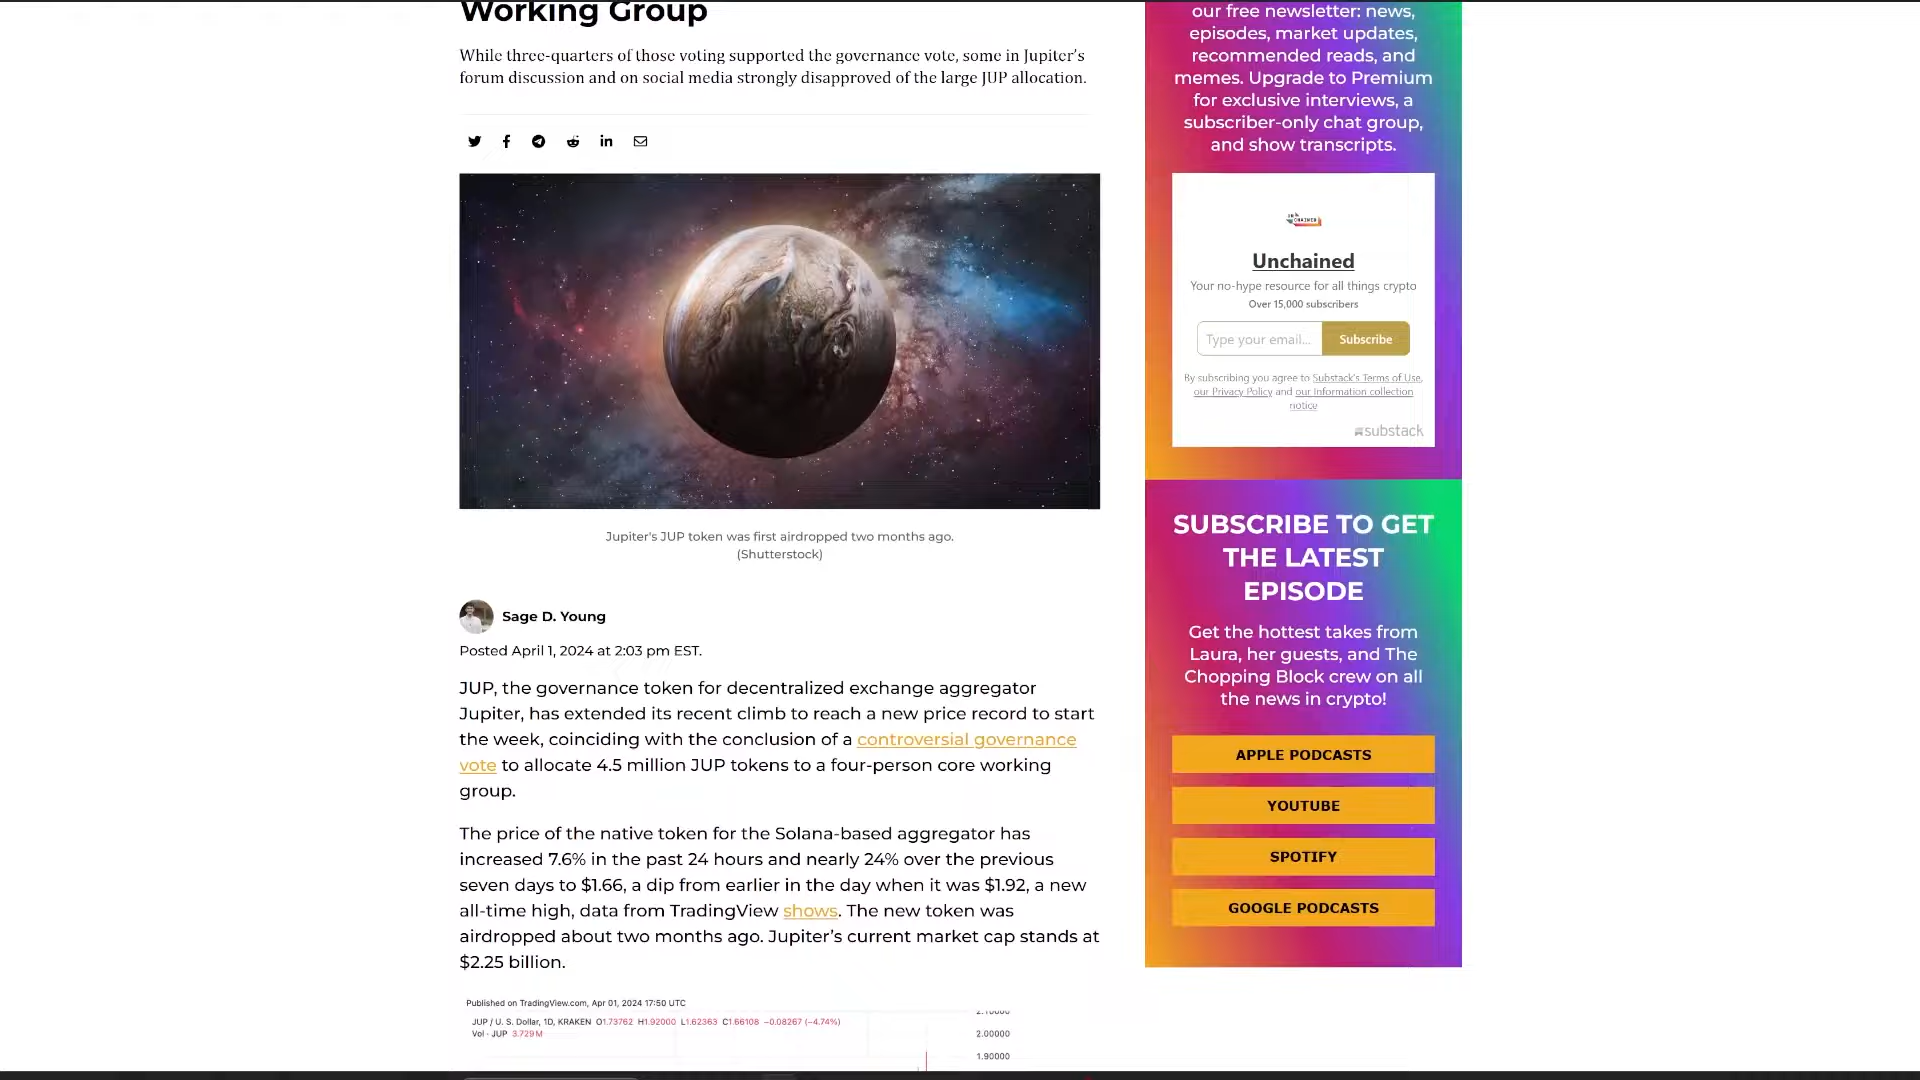 Working Group
While three-quarters of those voting supported the governance vote, some in Jupiter's
forum discussion and on social media strongly disapproved of the large JUP allocation.
Jupiter's JUP token was first airdropped two months ago.
(Shutterstock)
Sage D. Young
Posted April 1, 2024 at 2:03 pm EST.
JUP, the governance token for decentralized exchange aggregator
Jupiter, has extended its recent climb to reach a new price record to start
the week, coinciding with the conclusion of a controversial governance
vote to allocate 4.5 million JUP tokens to a four-person core working
group.
The price of the native token for the Solana-based aggregator has
increased 7.6% in the past 24 hours and nearly 24% over the previous
seven days to $1.66, a dip from earlier in the day when it was $1.92, a new
all-time high, data from TradingView shows. The new token was
airdropped about two months ago. Jupiter's current market cap stands at
$2.25 billion.
Published on TradingView.com, Apr 01, 2024 17:50 UTC
JUP / U. S. Dollar, 1D, KRAKEN O1.73762 H1.92000 L1.62363 C1.66108 −0.08267 (−4.74%)
Vol · JUP 3.729M
2.10000
2.00000
1.90000
our free newsletter: news,
episodes, market updates,
recommended reads, and
memes. Upgrade to Premium
for exclusive interviews, a
subscriber-only chat group,
and show transcripts.
Unchained
Your no-hype resource for all things crypto
Over 15,000 subscribers
Type your email...
Subscribe
By subscribing you agree to Substack's Terms of Use,
our Privacy Policy and our Information collection
notice
substack
SUBSCRIBE TO GET
THE LATEST
EPISODE
Get the hottest takes from
Laura, her guests, and The
Chopping Block crew on all
the news in crypto!
APPLE PODCASTS
YOUTUBE
SPOTIFY
GOOGLE PODCASTS